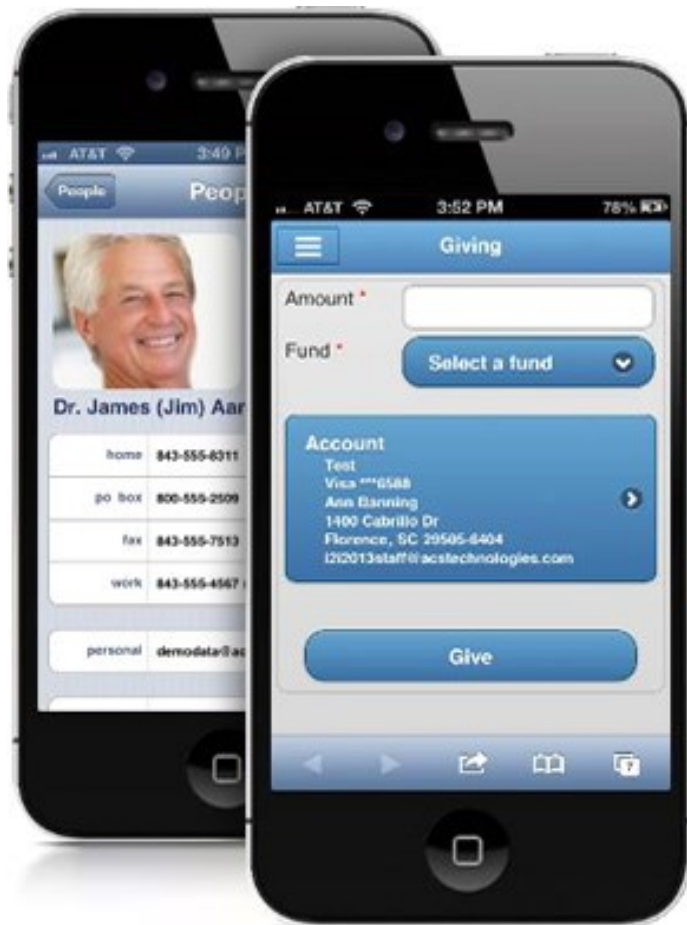 AT&T 3:49 P
People Peop
Dr. James (Jim) Aar
home 843-555-8311
po box 800-555-2509
fax 843-555-7513
work 843-555-4567
personal demodata@ac
AT&T 3:52 PM 78%
Giving
Amount *
Fund * Select a fund
Account
Test
Visa ***6588
Ann Banning
1400 Cabrillo Dr
Florence, SC 29505-6404
i2i2013staff@acstechnologies.com
Give
7